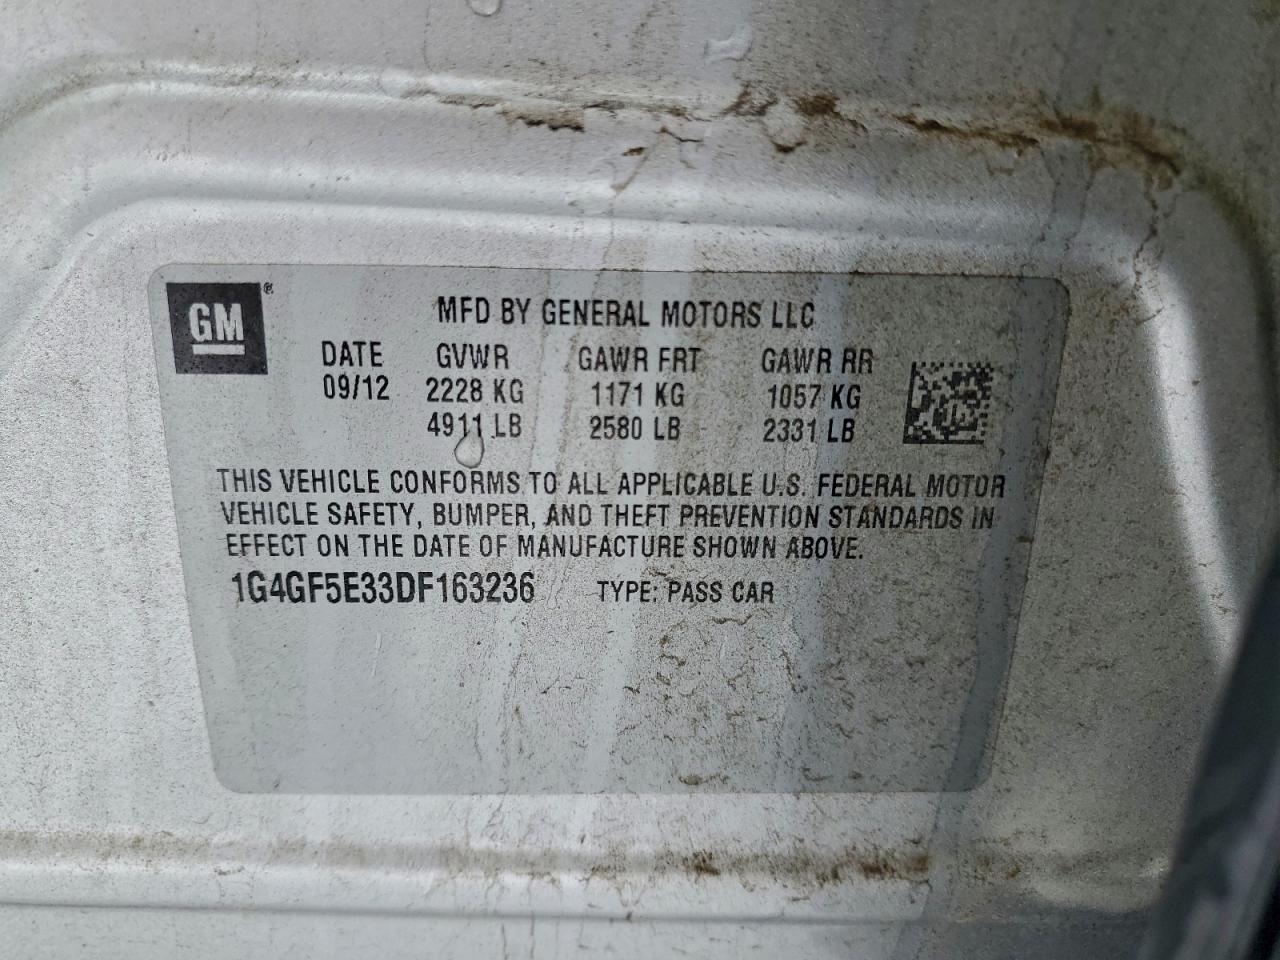 GM®
MFD BY GENERAL MOTORS LLC
DATE GVWR GAWR FRT GAWR RR
09/12 2228 KG 1171 KG 1057 KG
4911 LB 2580 LB 2331 LB
THIS VEHICLE CONFORMS TO ALL APPLICABLE U.S. FEDERAL MOTOR
VEHICLE SAFETY, BUMPER, AND THEFT PREVENTION STANDARDS IN
EFFECT ON THE DATE OF MANUFACTURE SHOWN ABOVE.
1G4GF5E33DF163236 TYPE: PASS CAR